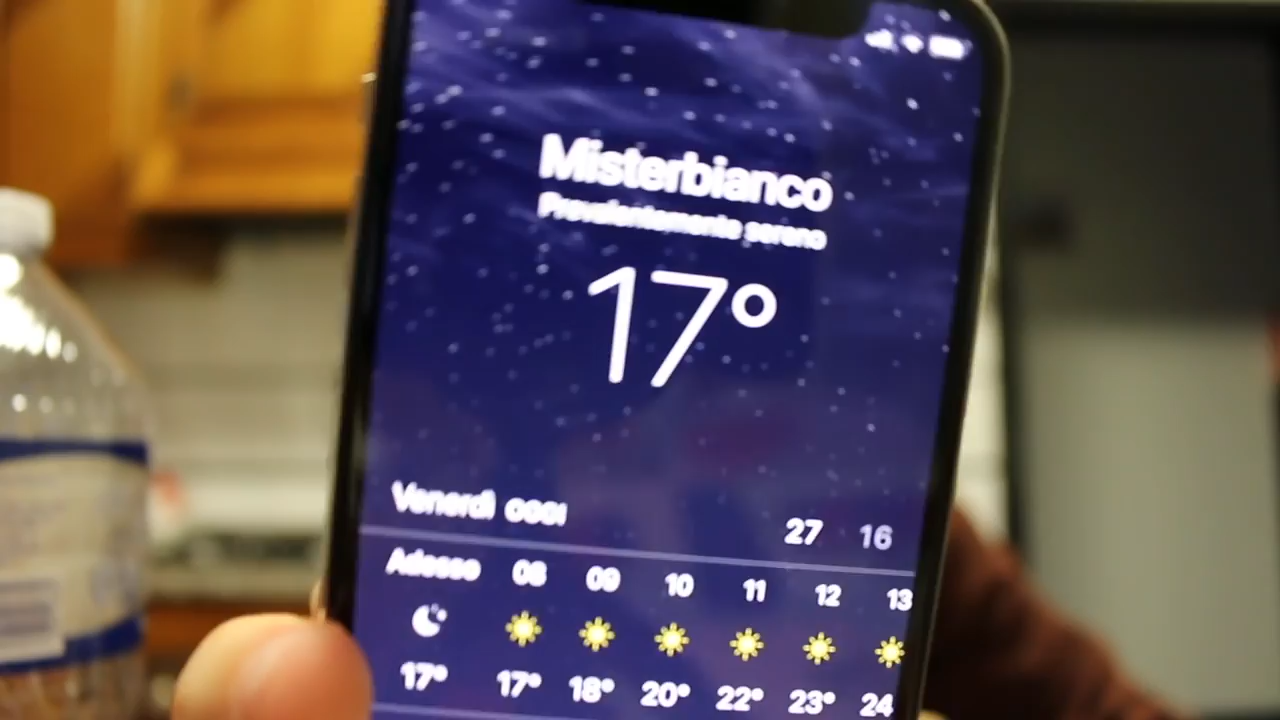 Misterbianco
Prevalentemente sereno
17°
Venerdì oggi 27 16
Adesso 08 09 10 11 12 13
17° 17° 18° 20° 22° 23° 24